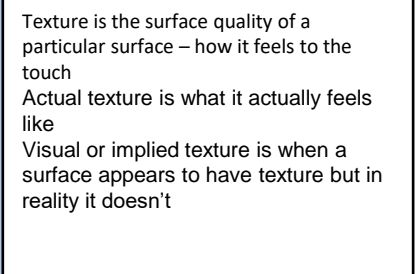 Texture is the surface quality of a
particular surface – how it feels to the
touch
Actual texture is what it actually feels
like
Visual or implied texture is when a
surface appears to have texture but in
reality it doesn’t